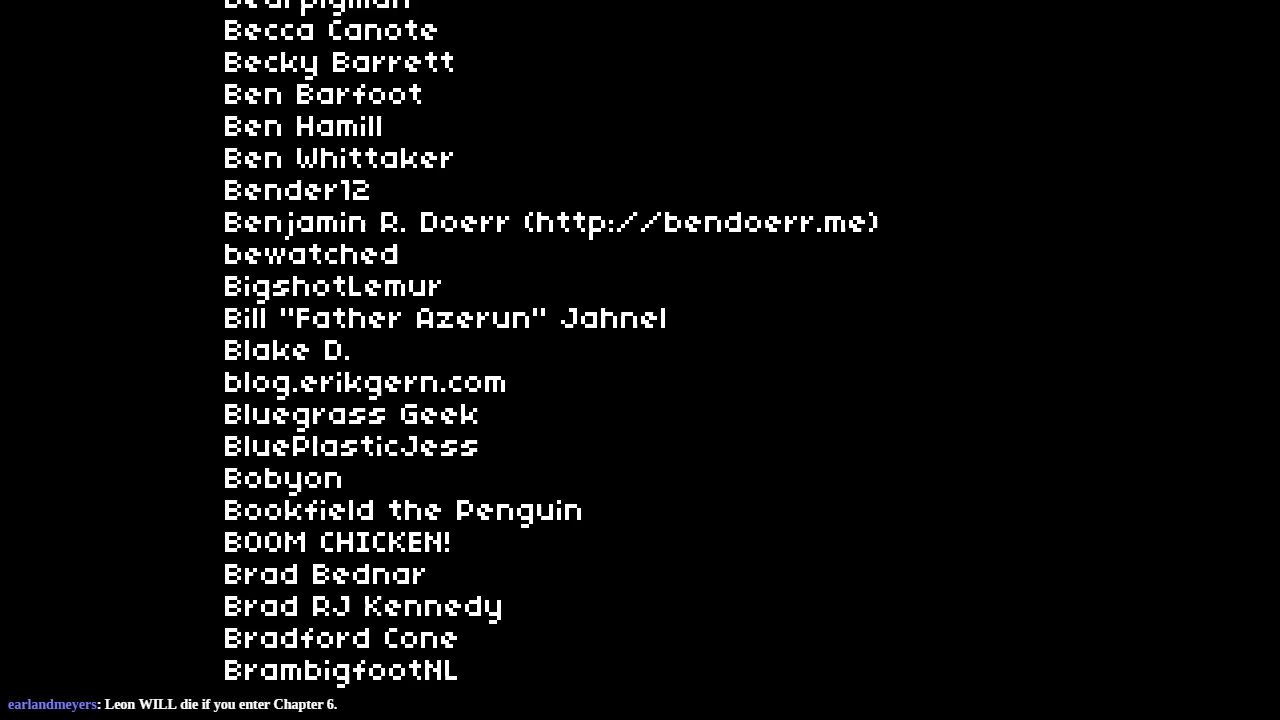 Becca Canote
Becky Barrett
Ben Barfoot
Ben Hamill
Ben Whittaker
Bender12
Benjamin R. Doerr (http://bendoerr.me)
bewatched
BigshotLemur
Bill "Father Azerun" Jahnel
Blake D.
blog.erikgern.com
Bluegrass Geek
BluePlasticJess
Bobyon
Bookfield the Penguin
BOOM CHICKEN!
Brad Bednar
Brad RJ Kennedy
Bradford Cone
BrambigfootNL
earlandmeyers: Leon WILL die if you enter Chapter 6.